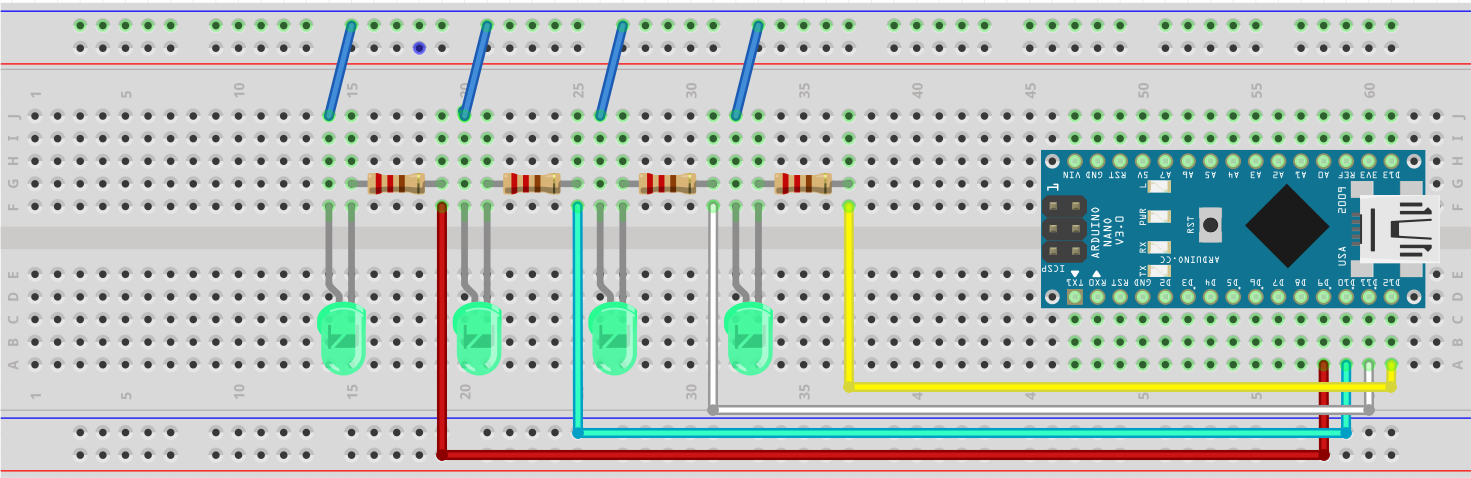 1 5 10 15 20 25 30 35 40 45 50 55 60
J J
I I
H H
G G
F F
VIN GND RST 5V A7 A6 A5 A4 A3 A2 A1 A0 REF 3V3 D13
1
L
PWR
RX
TX
RST
ARDUINO
NANO
V3.0
ARDUINO.CC
ICSP
2009
USA
TX1 RX0 RST GND D2 D3 D4 D5 D6 D7 D8 D9 D10 D11 D12
E E
D D
C C
B B
A A
1 5 10 15 20 30 35 40 45 50 55